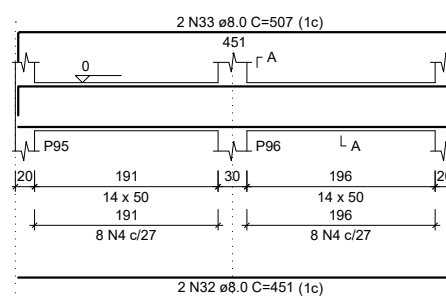 2 N33 ø8.0 C=507 (1c)
451
A
0
P95
P96
A
20 191 30 196
14 x 50 14 x 50
191 196
8 N4 c/27 8 N4 c/27
2 N32 ø8.0 C=451 (1c)